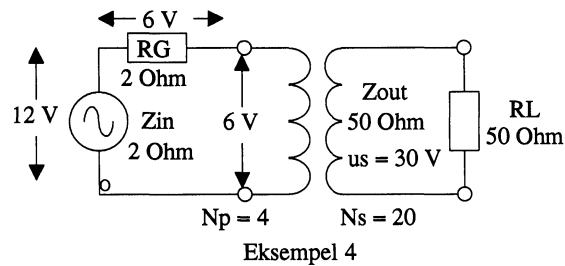 6 V
RG
2 Ohm
12 V
Zin
2 Ohm
6 V
Zout
50 Ohm
us = 30 V
RL
50 Ohm
Np = 4
Ns = 20
Eksempel 4